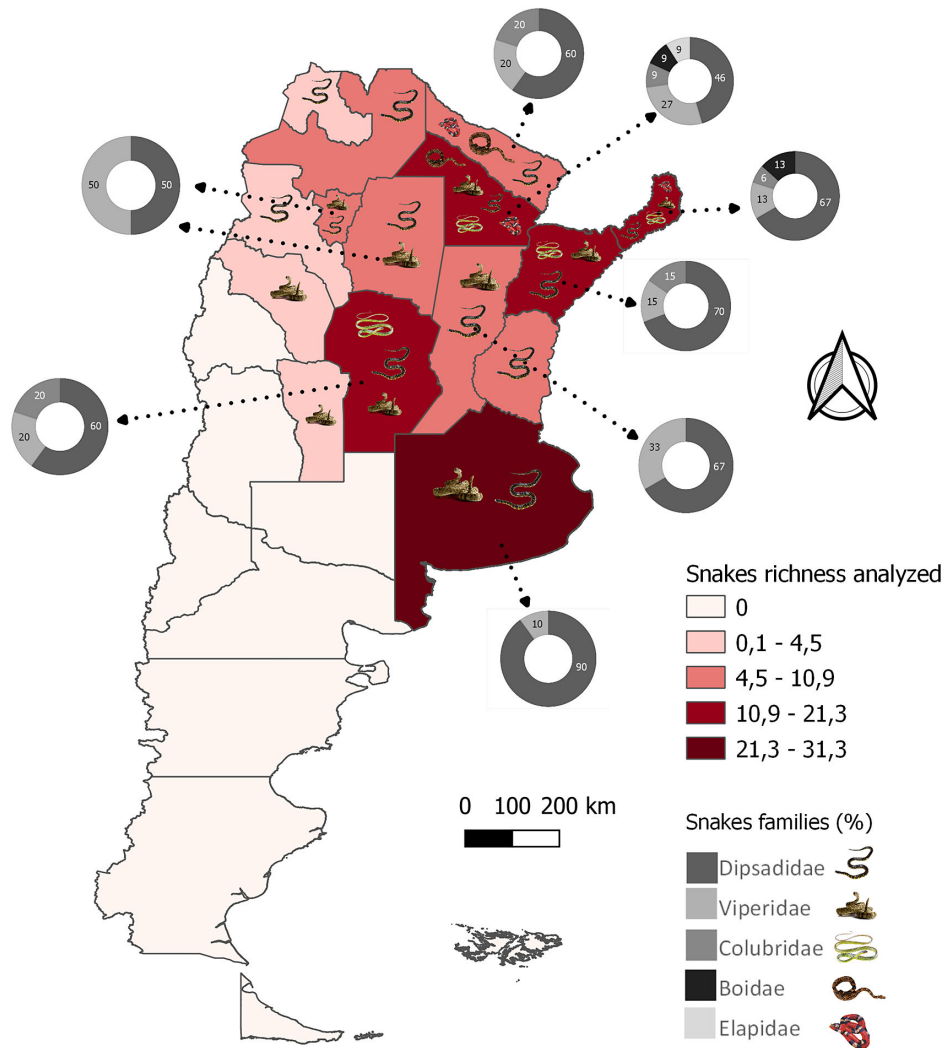 20
60
20
9
9
46
9
27
50
50
13
6
67
13
15
15
70
20
60
20
33
67
10
90
Snakes richness analyzed
0
0,1 - 4,5
4,5 - 10,9
10,9 - 21,3
21,3 - 31,3
0 100 200 km
Snakes families (%)
Dipsadidae
Viperidae
Colubridae
Boidae
Elapidae